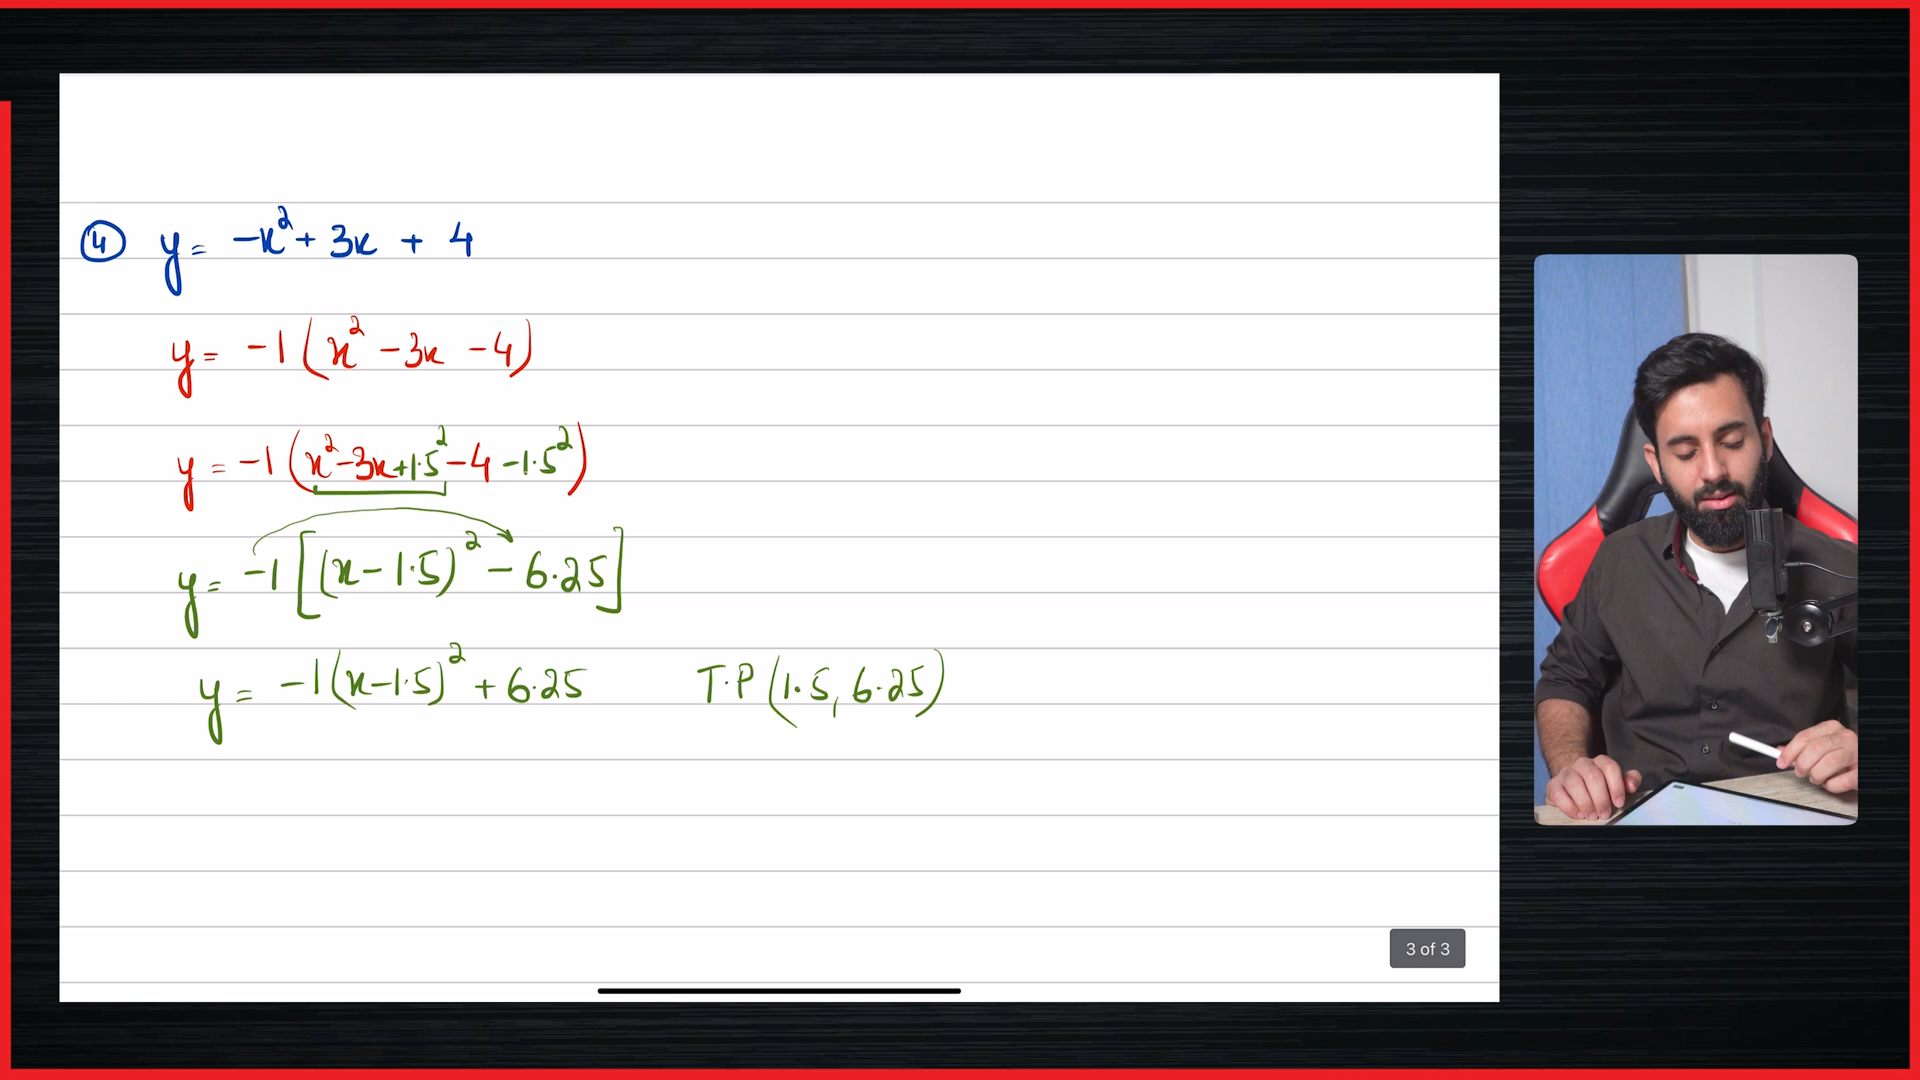 ④ y = -x² + 3x + 4
y = -1 (x² - 3x - 4)
y = -1 (x² - 3x + 1.5² - 4 - 1.5²)
y = -1 [(x - 1.5)² - 6.25]
y = -1 (x - 1.5)² + 6.25 T.P (1.5, 6.25)
3 of 3